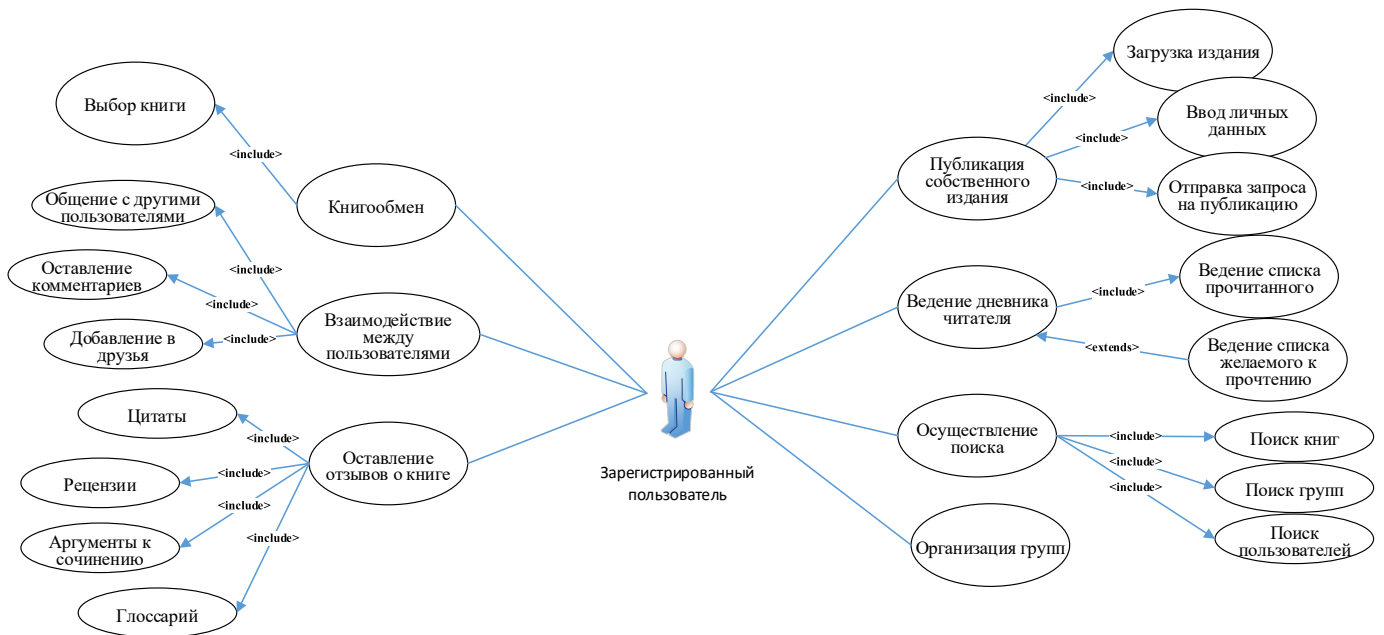 Выбор книги
<include>
Книгообмен
Общение с другими
пользователями
<include>
Оставление
комментариев
<include>
Добавление в
друзья
<include>
Взаимодействие
между
пользователями
Цитаты
<include>
Рецензии
<include>
Аргументы к
сочинению
<include>
Глоссарий
<include>
Оставление
отзывов о книге
Зарегистрированный
пользователь
Загрузка издания
<include>
Ввод личных
данных
<include>
Публикация
собственного
издания
<include>
Отправка запроса
на публикацию
Ведение дневника
читателя
<include>
Ведение списка
прочитанного
<extends>
Ведение списка
желаемого к
прочтению
Осуществление
поиска
<include>
Поиск книг
<include>
Поиск групп
<include>
Поиск
пользователей
Организация групп